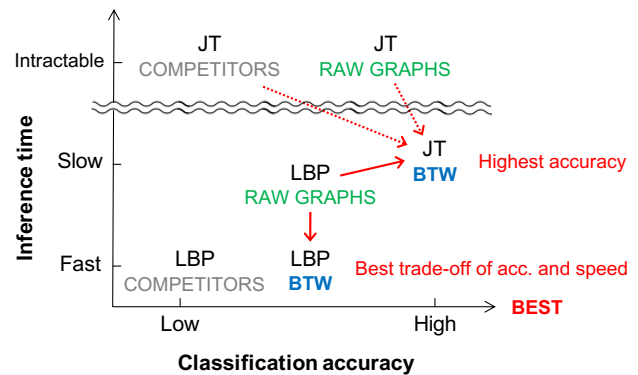 JT
COMPETITORS
JT
RAW GRAPHS
Intractable
Inference time
Slow
JT
BTW
Highest accuracy
LBP
RAW GRAPHS
Fast
LBP
COMPETITORS
LBP
BTW
Best trade-off of acc. and speed
BEST
Low
High
Classification accuracy